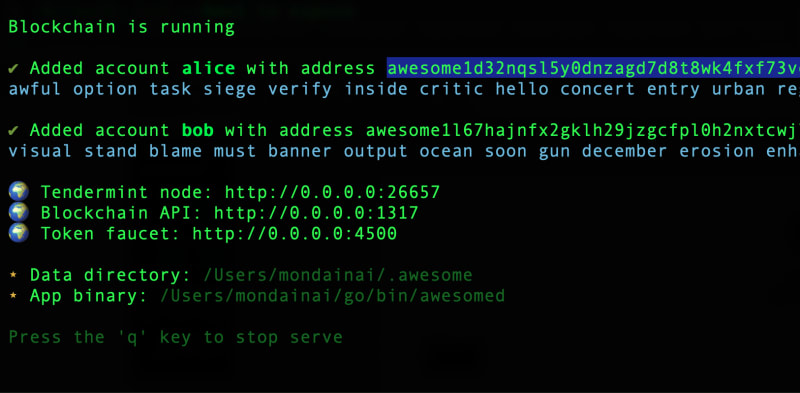 Blockchain is running
✔ Added account alice with address awesome1d32nqsl5y0dnzagd7d8t8wk4fxf73v
awful option task siege verify inside critic hello concert entry urban re
✔ Added account bob with address awesome1l67hajnfx2gklh29jzgcfpl0h2nxtcwj
visual stand blame must banner output ocean soon gun december erosion enh
🌍 Tendermint node: http://0.0.0.0:26657
🌍 Blockchain API: http://0.0.0.0:1317
🌍 Token faucet: http://0.0.0.0:4500
⋆ Data directory: /Users/mondainai/.awesome
⋆ App binary: /Users/mondainai/go/bin/awesomed
Press the 'q' key to stop serve